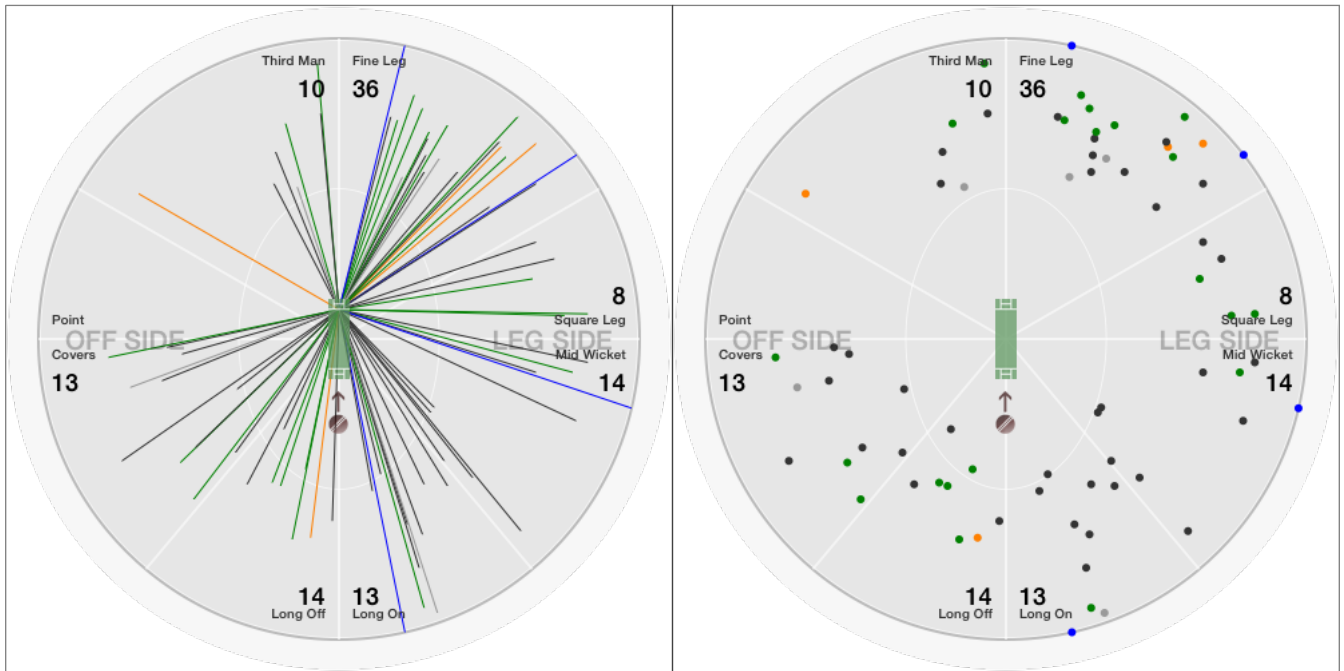 Third Man Fine Leg
10 36
8
Point Square Leg
OFF SIDE LEG SIDE
Covers Mid Wicket
13 14
14 13
Long Off Long On
Third Man Fine Leg
10 36
8
Point Square Leg
OFF SIDE LEG SIDE
Covers Mid Wicket
13 14
14 13
Long Off Long On